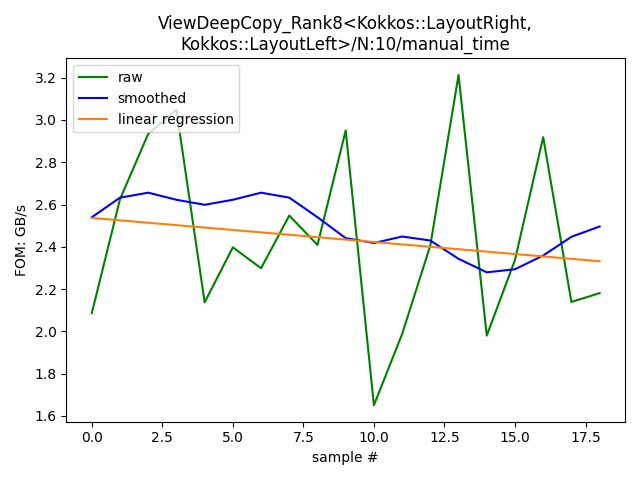 ViewDeepCopy_Rank8<Kokkos::LayoutRight,
Kokkos::LayoutLeft>/N:10/manual_time
raw
smoothed
linear regression
FOM: GB/s
3.2
3.0
2.8
2.6
2.4
2.2
2.0
1.8
1.6
0.0 2.5 5.0 7.5 10.0 12.5 15.0 17.5
sample #